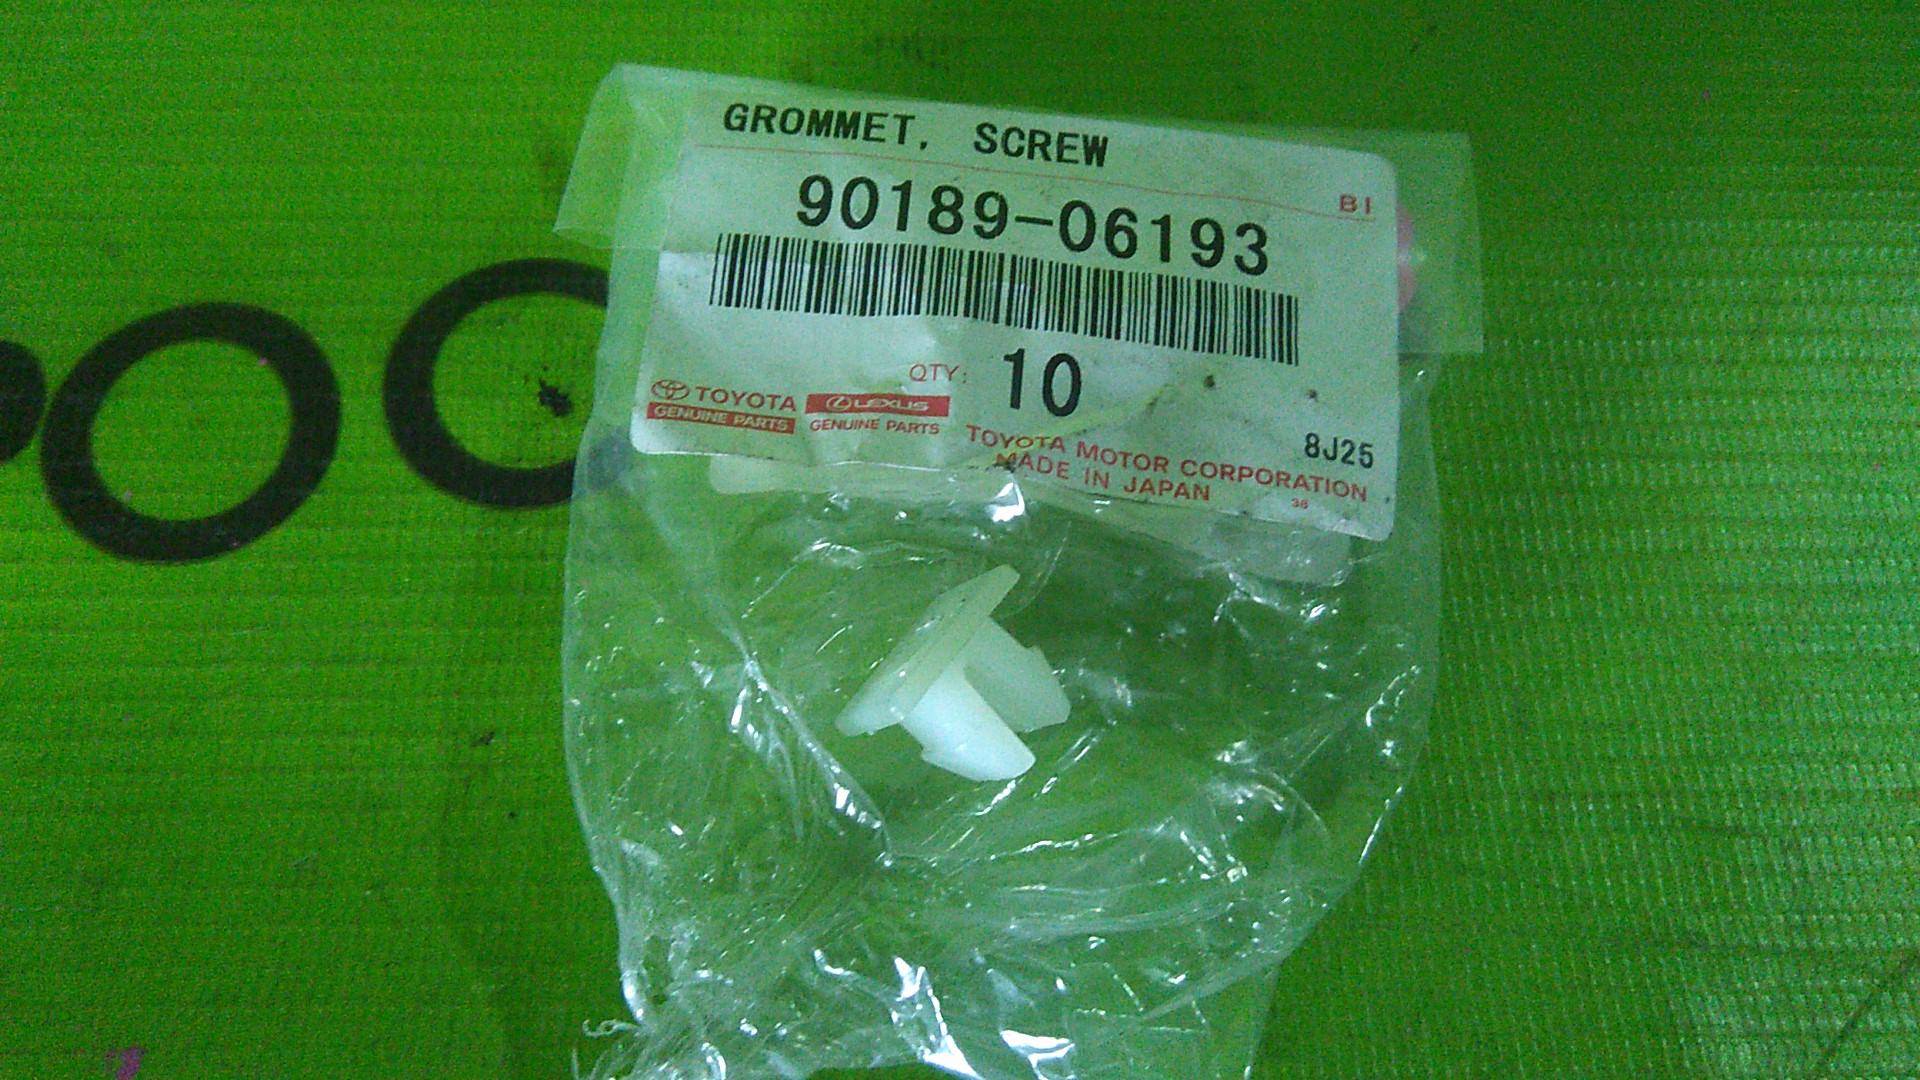 GROMMET, SCREW
BI
90189-06193
QTY: 10
TOYOTA
GENUINE PARTS
LEXUS
GENUINE PARTS
8J25
TOYOTA MOTOR CORPORATION
MADE IN JAPAN
36